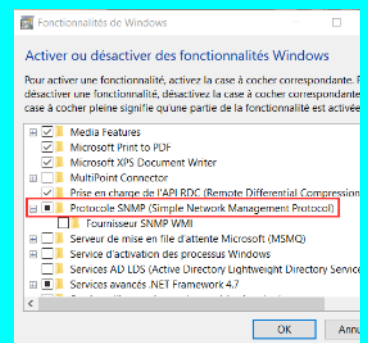 Fonctionnalités de Windows
Activer ou désactiver des fonctionnalités Windows
Pour activer une fonctionnalité, activez la case à cocher correspondante.
désactiver une fonctionnalité, désactivez la case à cocher correspondante
case à cocher pleine signifie qu'une partie de la fonctionnalité est activée
Media Features
Microsoft Print to PDF
Microsoft XPS Document Writer
MultiPoint Connector
Prise en charge de l'API RDC (Remote Differential Compression
Protocole SNMP (Simple Network Management Protocol)
Fournisseur SNMP WMI
Serveur de mise en file d'attente Microsoft (MSMQ)
Service d'activation des processus Windows
Services AD LDS (Active Directory Lightweight Directory Service
Services avancés .NET Framework 4.7
OK
Annu